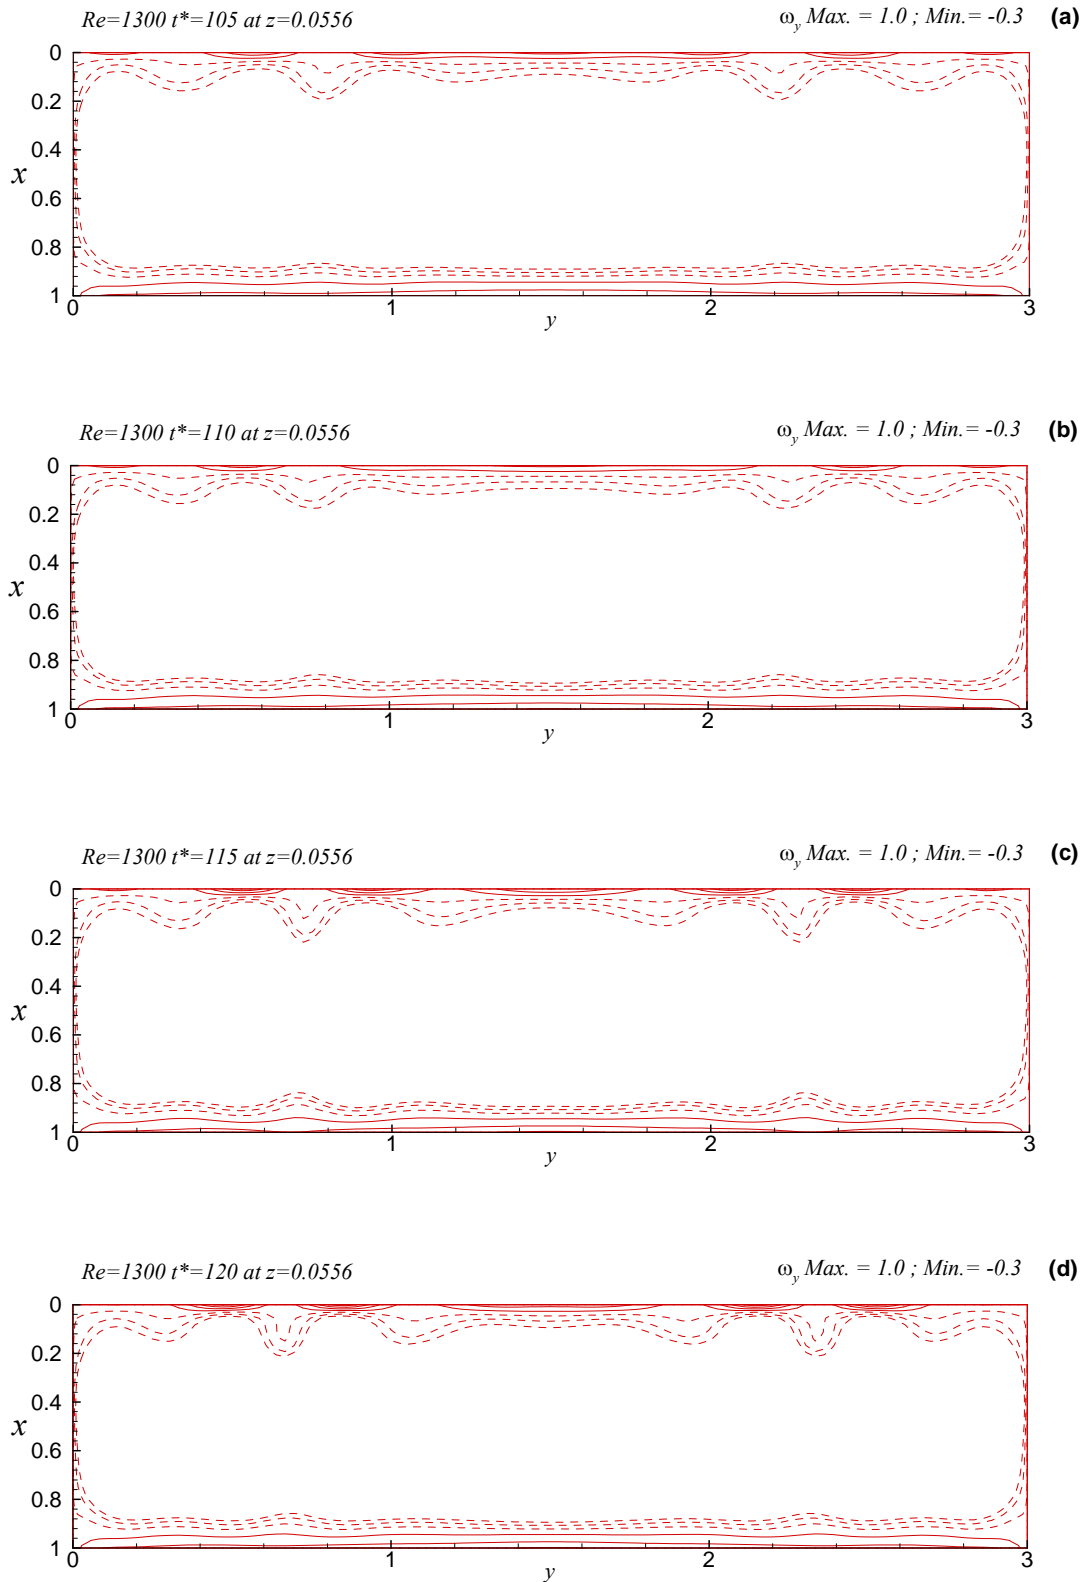 Re=1300 t*=105 at z=0.0556
ω_y Max. = 1.0 ; Min.= -0.3 (a)
0
0.2
0.4
x
0.6
0.8
1
0 1 2 3
y
Re=1300 t*=110 at z=0.0556
ω_y Max. = 1.0 ; Min.= -0.3 (b)
0
0.2
0.4
x
0.6
0.8
1
0 1 2 3
y
Re=1300 t*=115 at z=0.0556
ω_y Max. = 1.0 ; Min.= -0.3 (c)
0
0.2
0.4
x
0.6
0.8
1
0 1 2 3
y
Re=1300 t*=120 at z=0.0556
ω_y Max. = 1.0 ; Min.= -0.3 (d)
0
0.2
0.4
x
0.6
0.8
1
0 1 2 3
y